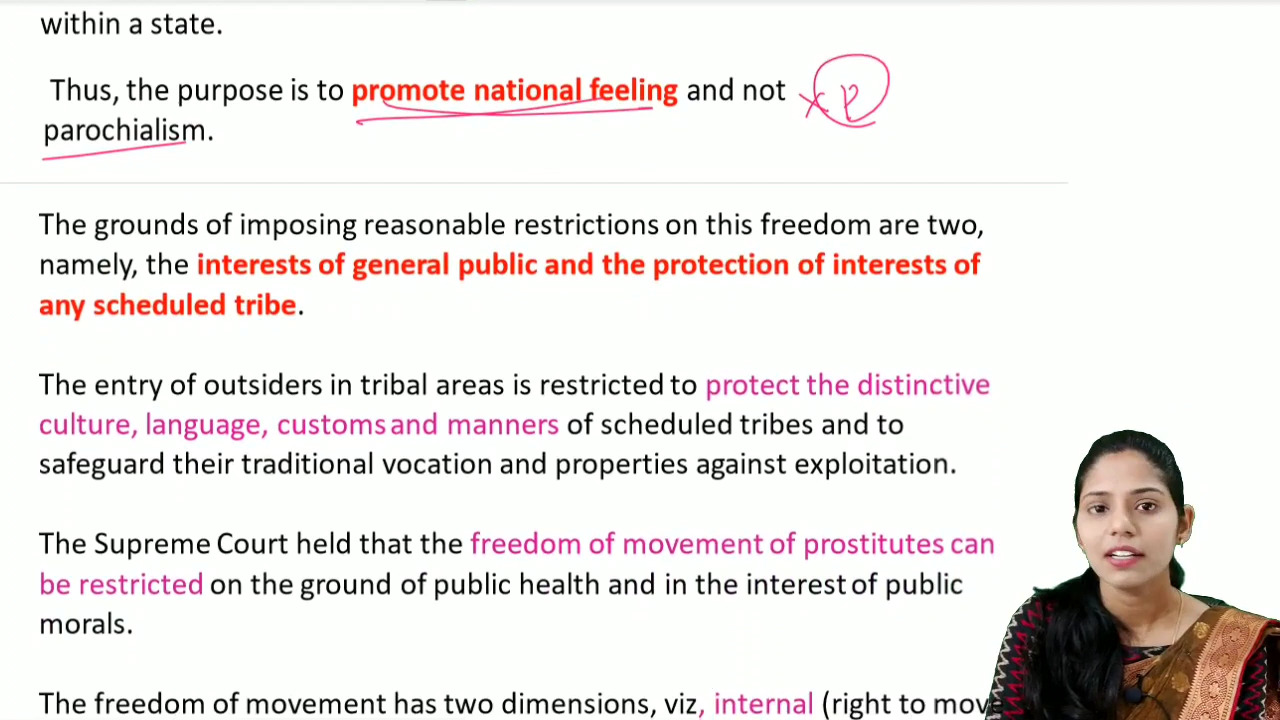 within a state.
Thus, the purpose is to promote national feeling and not
parochialism.
The grounds of imposing reasonable restrictions on this freedom are two,
namely, the interests of general public and the protection of interests of
any scheduled tribe.
The entry of outsiders in tribal areas is restricted to protect the distinctive
culture, language, customs and manners of scheduled tribes and to
safeguard their traditional vocation and properties against exploitation.
The Supreme Court held that the freedom of movement of prostitutes can
be restricted on the ground of public health and in the interest of public
morals.
The freedom of movement has two dimensions, viz, internal (right to